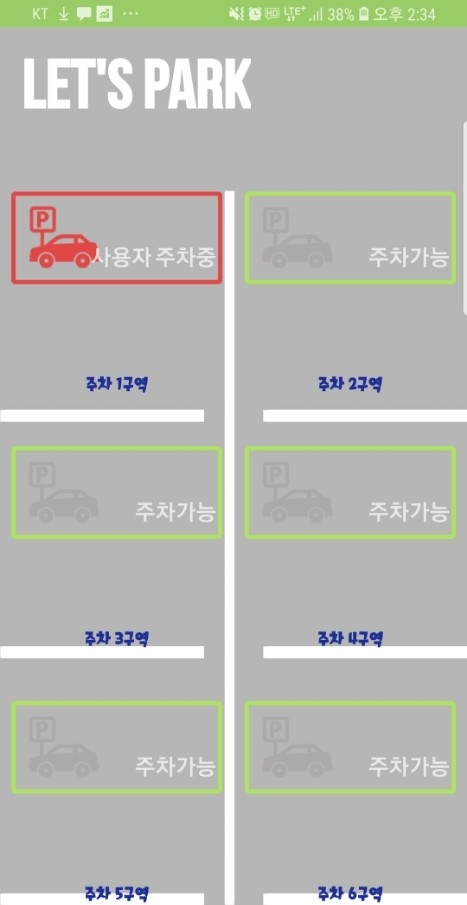 KT ··· HD LTE+ 38% 오후 2:34
LET'S PARK
P 사용자 주차중
P 주차가능
주차 1구역
주차 2구역
P 주차가능
P 주차가능
주차 3구역
주차 4구역
P 주차가능
P 주차가능
주차 5구역
주차 6구역